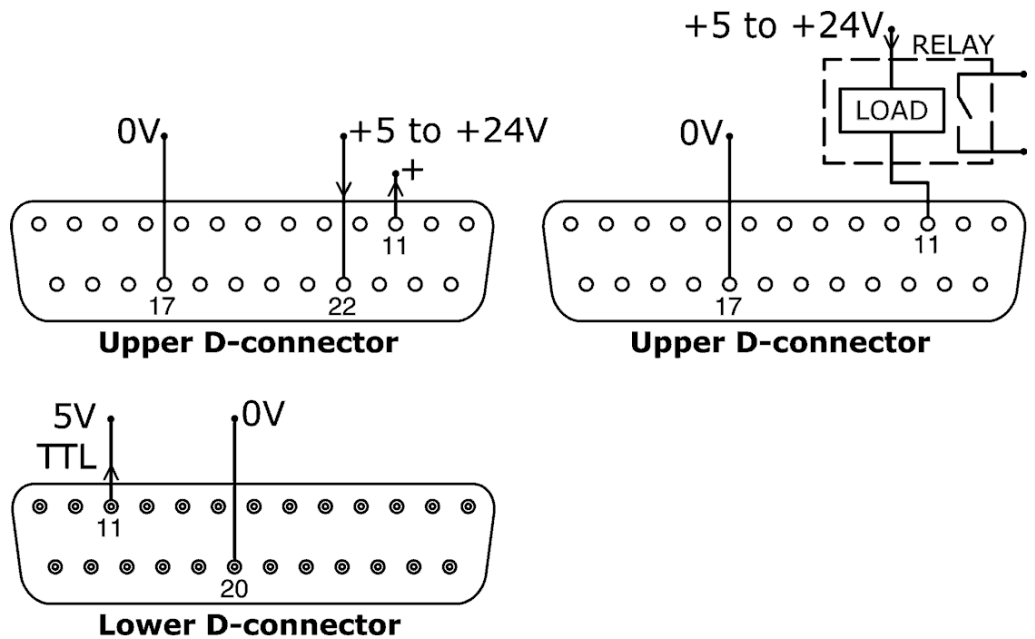 0V
+5 to +24V
+
11
17
22
Upper D-connector
+5 to +24V
RELAY
LOAD
0V
11
17
Upper D-connector
5V
0V
TTL
11
20
Lower D-connector